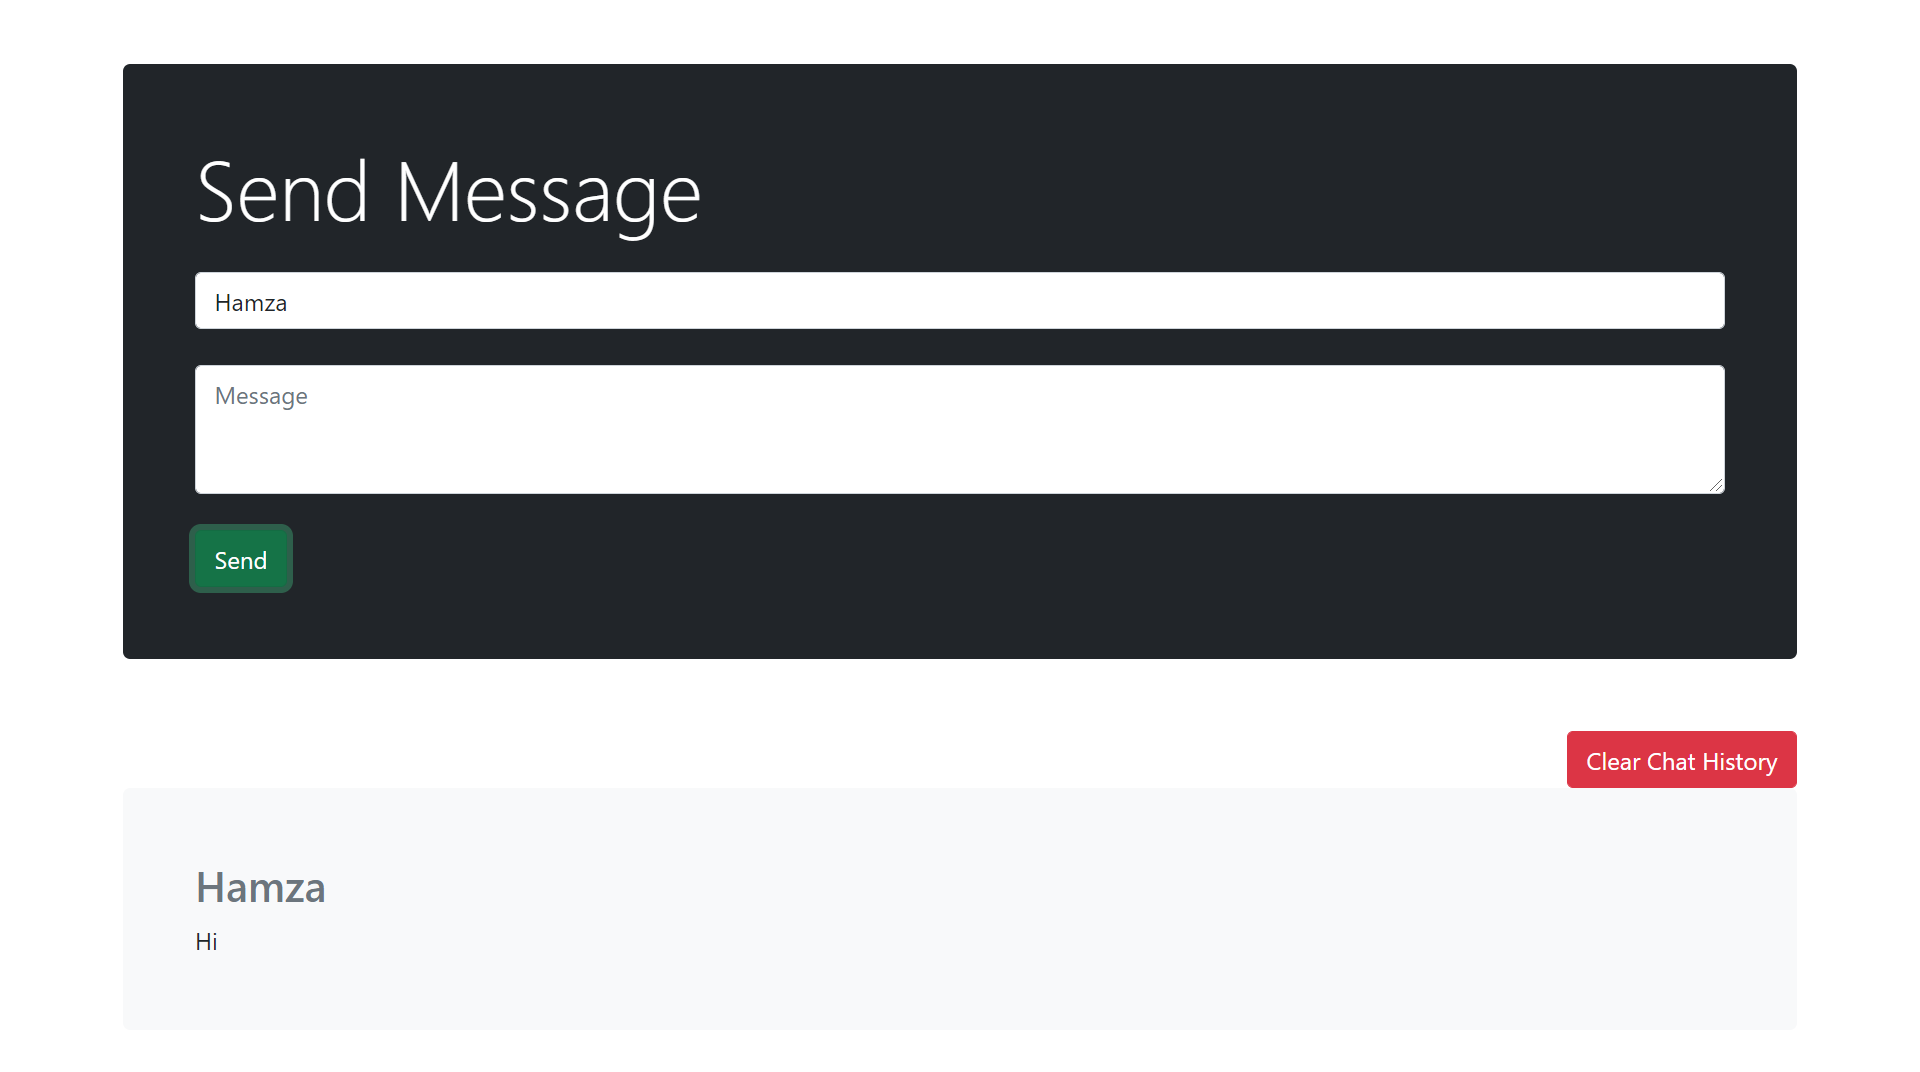 Send Message
Hamza
Message
Send
Clear Chat History
Hamza
Hi